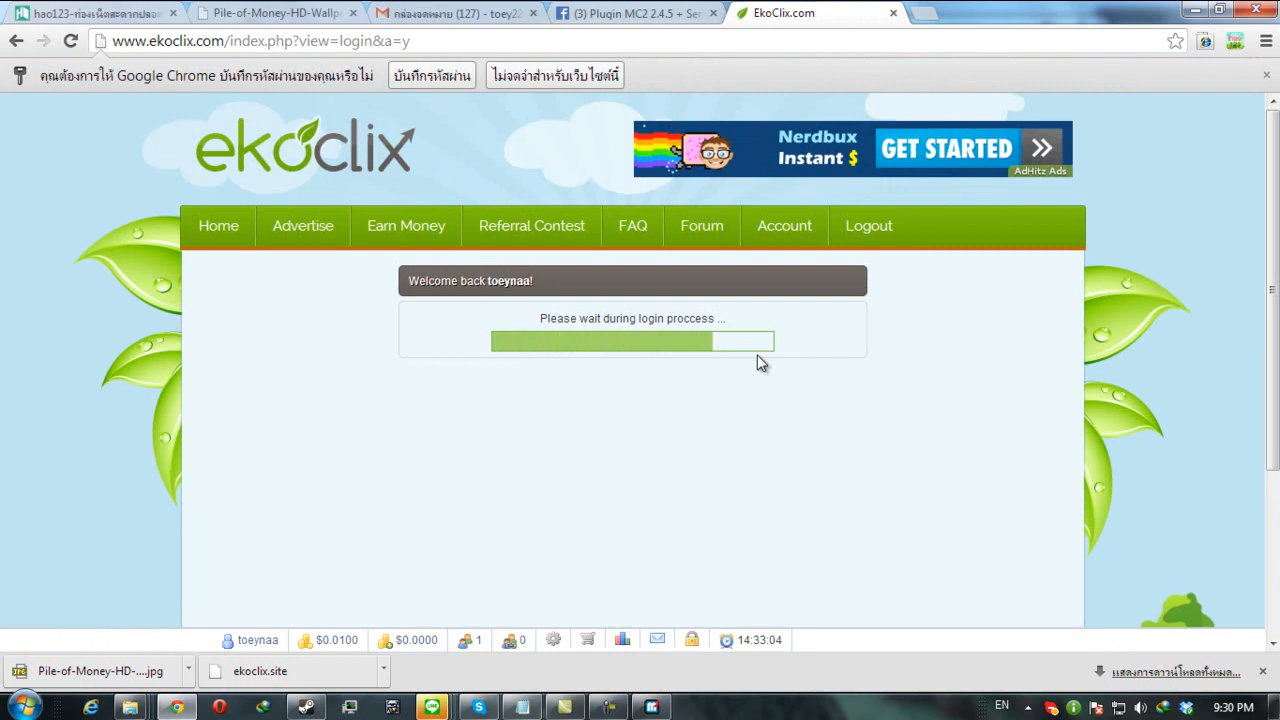 hao123-ท่องเน็ตสะดวกปลอด
Pile-of-Money-HD-Wallpa
กล่องจดหมาย (127) - toey22
(3) Plugin MC2 2.4.5 + Ser
EkoClix.com
www.ekoclix.com/index.php?view=login&a=y
คุณต้องการให้ Google Chrome บันทึกรหัสผ่านของคุณหรือไม่
บันทึกรหัสผ่าน
ไม่จดจำสำหรับเว็บไซต์นี้
ekoclix
Nerdbux
Instant $
GET STARTED
AdHitz Ads
Home Advertise Earn Money Referral Contest FAQ Forum Account Logout
Welcome back toeynaa!
Please wait during login proccess ...
toeynaa $0.0100 $0.0000 1 0 14:33:04
Pile-of-Money-HD-....jpg
ekoclix.site
แสดงการดาวน์โหลดทั้งหมด...
EN
9:30 PM